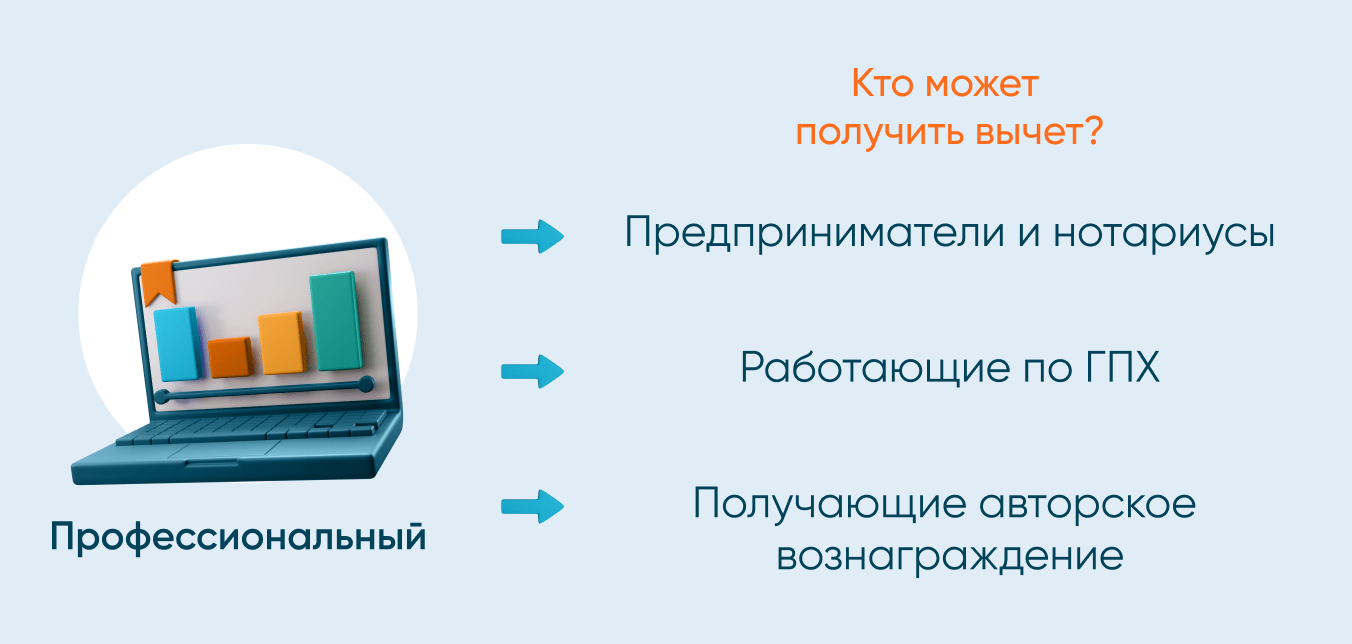 Кто может
получить вычет?
Предприниматели и нотариусы
Работающие по ГПХ
Получающие авторское
вознаграждение
Профессиональный